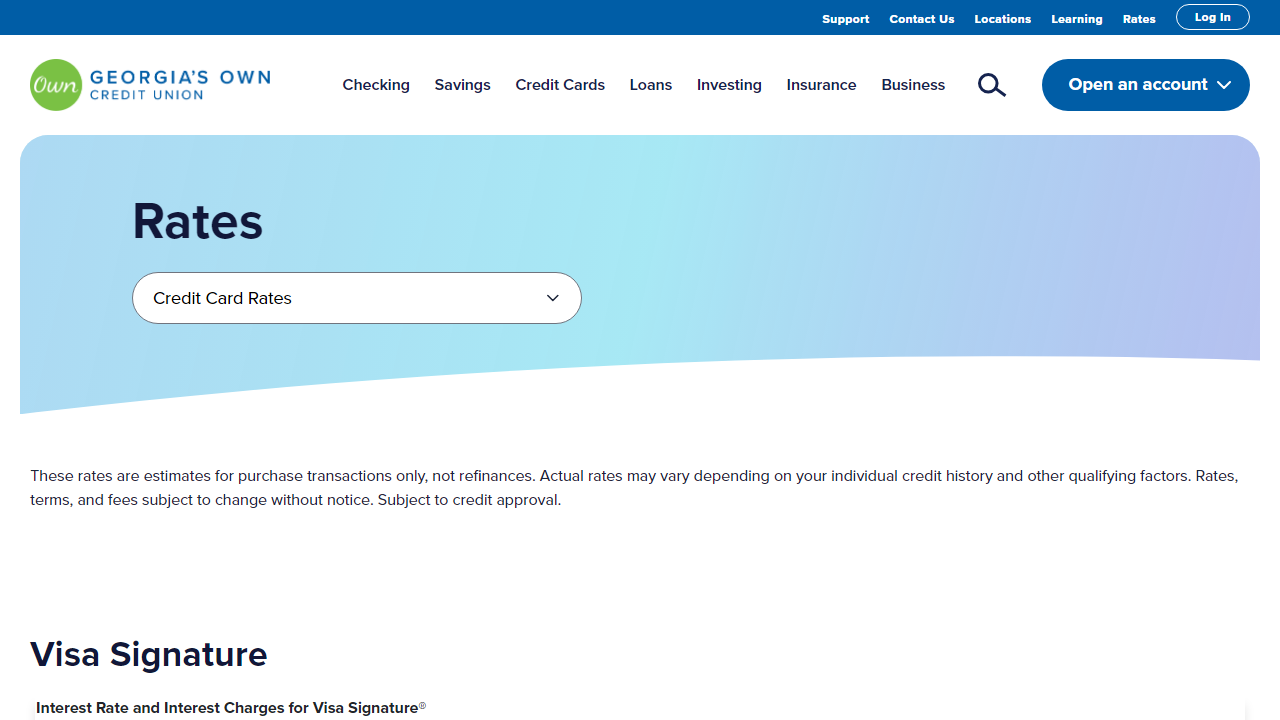 Support Contact Us Locations Learning Rates Log In
Own GEORGIA'S OWN
CREDIT UNION
Checking Savings Credit Cards Loans Investing Insurance Business Open an account
Rates
Credit Card Rates
These rates are estimates for purchase transactions only, not refinances. Actual rates may vary depending on your individual credit history and other qualifying factors. Rates,
terms, and fees subject to change without notice. Subject to credit approval.
Visa Signature
Interest Rate and Interest Charges for Visa Signature®